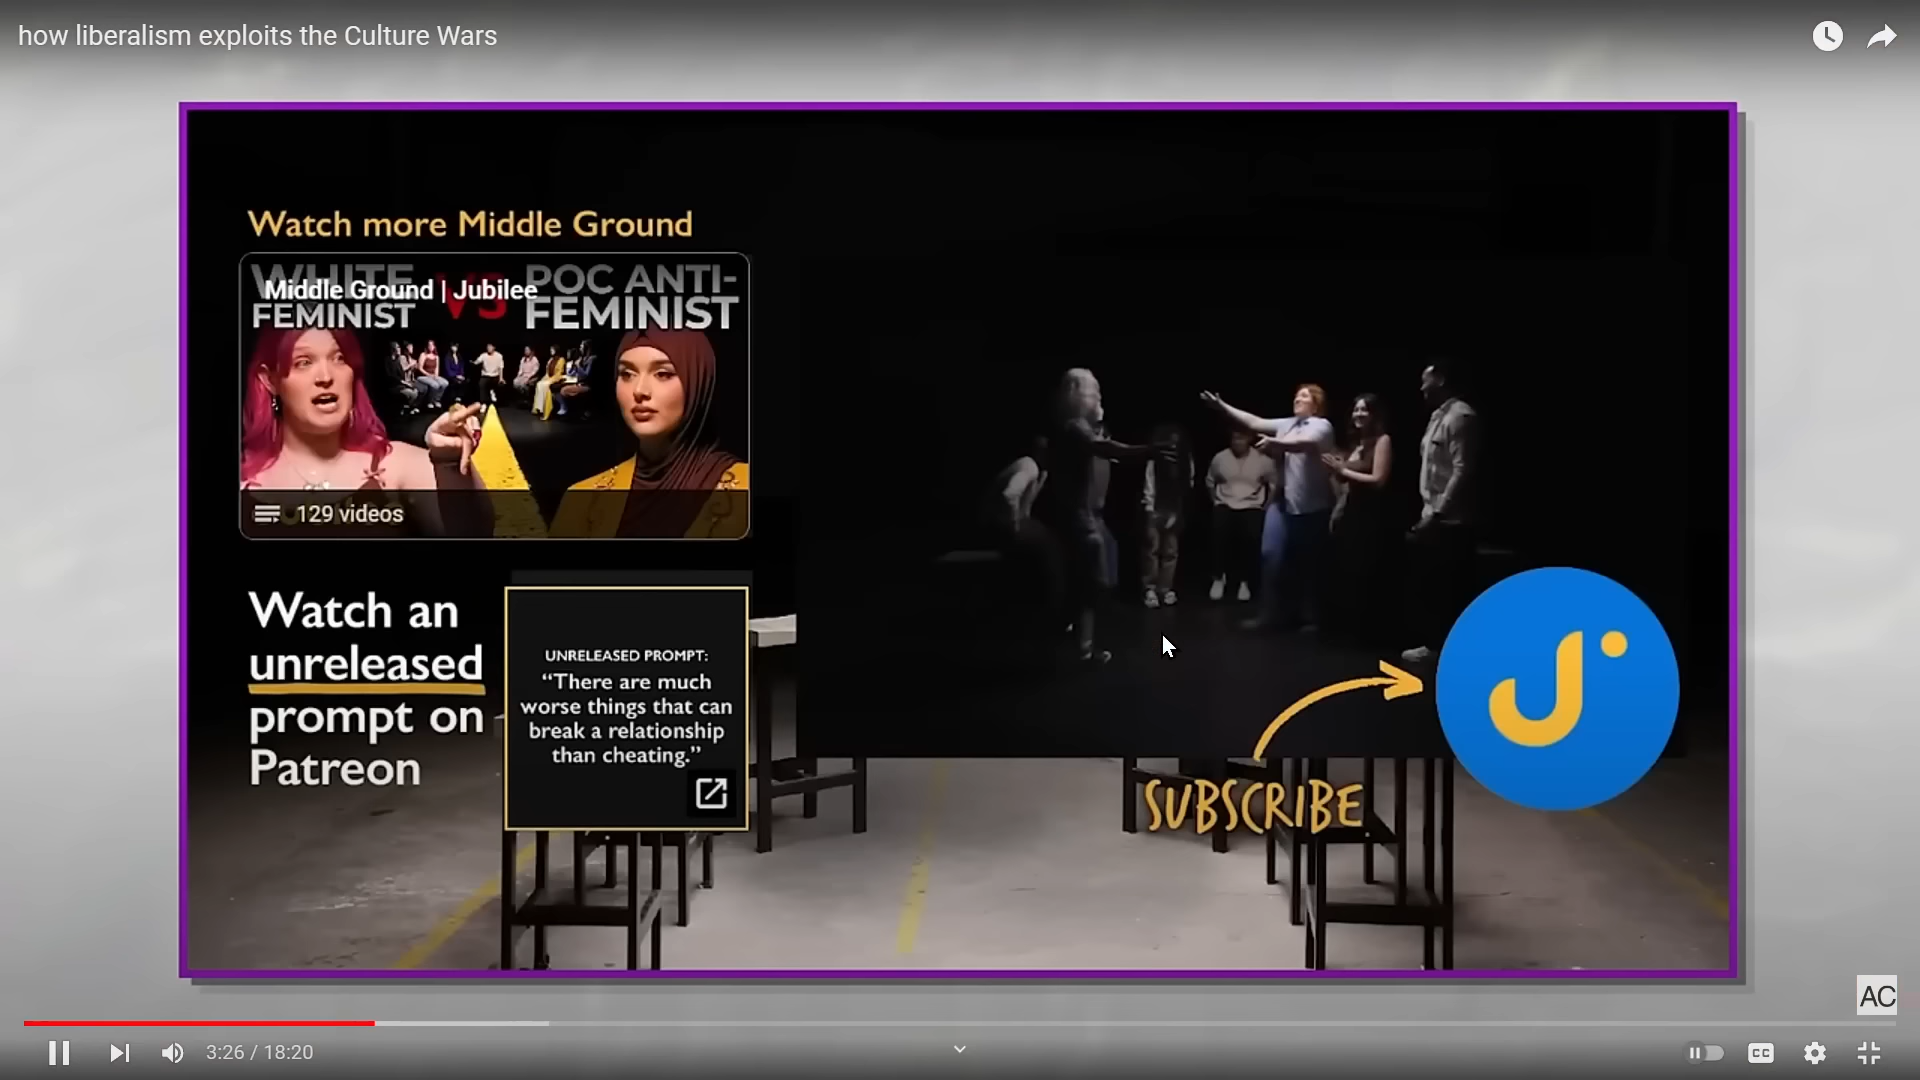 how liberalism exploits the Culture Wars
Watch more Middle Ground
WHITE VS POC ANTI-
Middle Ground | Jubilee
FEMINIST FEMINIST
129 videos
Watch an
unreleased
prompt on
Patreon
UNRELEASED PROMPT:
“There are much
worse things that can
break a relationship
than cheating.”
SUBSCRIBE
AC
3:26 / 18:20
CC